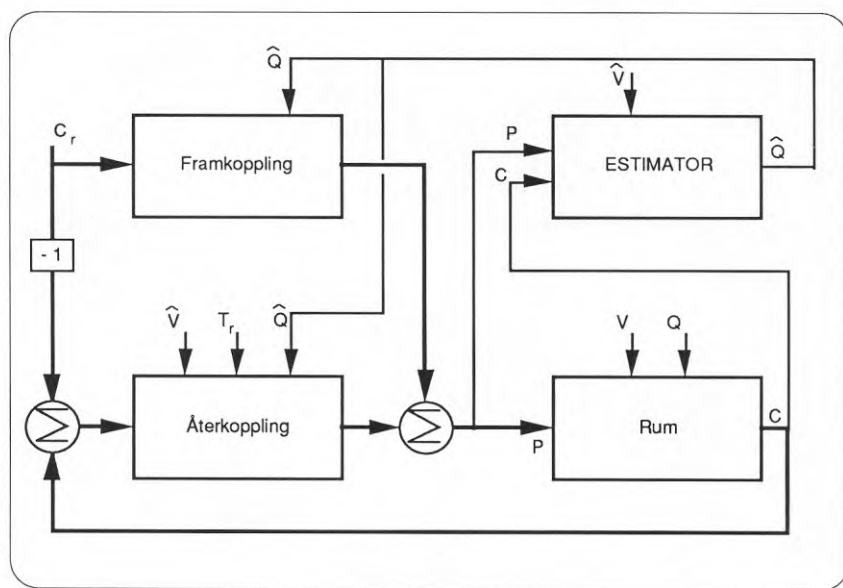 Q̂
V̂
C_r
P
Framkoppling
ESTIMATOR
Q̂
C
- 1
V̂
T_r
Q̂
V
Q
Σ
Återkoppling
Σ
P
Rum
C